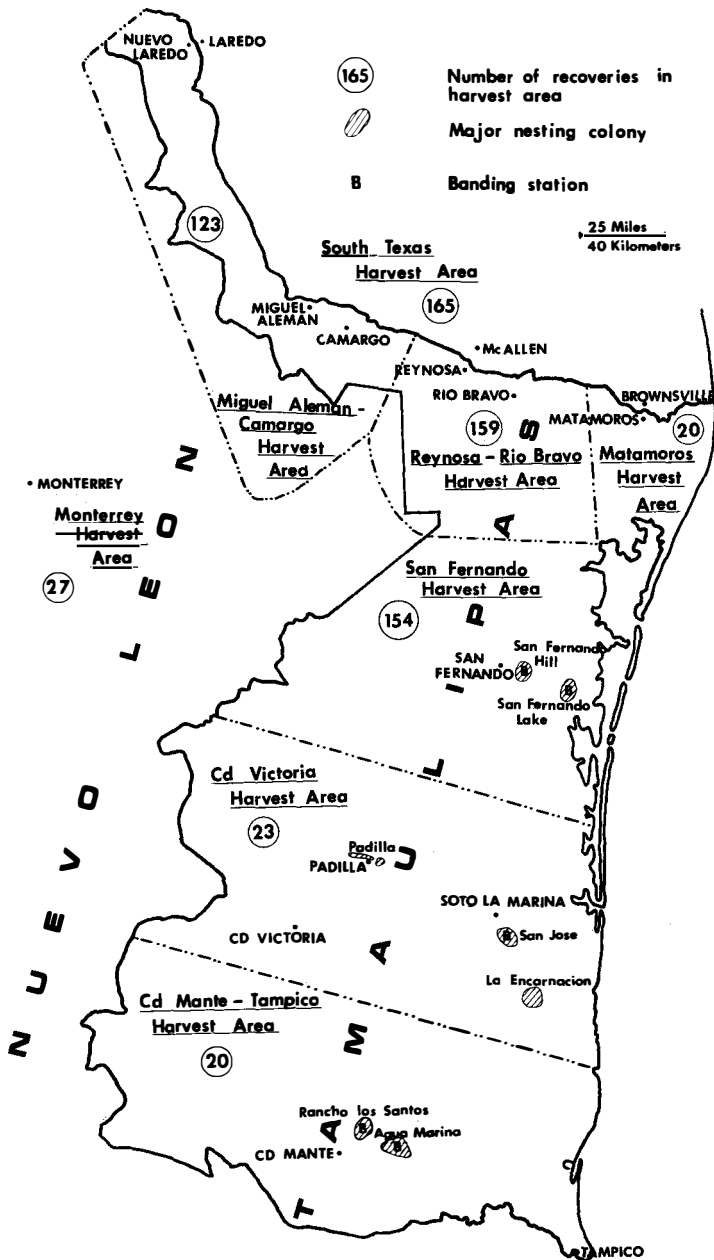 NUEVO
LAREDO
LAREDO
165
Number of recoveries in
harvest area
Major nesting colony
B
Banding station
25 Miles
40 Kilometers
123
South Texas
Harvest Area
165
MIGUEL
ALEMAN
CAMARGO
McALLEN
REYNOSA
RIO BRAVO
BROWNSVILLE
MATAMOROS
20
Miguel Aleman -
Camargo
Harvest
Area
159
Reynosa - Rio Bravo
Harvest Area
Matamoros
Harvest
Area
MONTERREY
Monterrey
Harvest
Area
27
San Fernando
Harvest Area
154
SAN
FERNANDO
San Fernando
Hill
B
San Fernando
Lake
B
Cd Victoria
Harvest Area
23
Padilla
PADILLA
SOTO LA MARINA
B
San Jose
CD VICTORIA
La Encarnacion
Cd Mante - Tampico
Harvest Area
20
Rancho los Santos
B
Agua Marina
B
CD MANTE
TAMPICO
NUEVO LEON
TAMAULIPAS